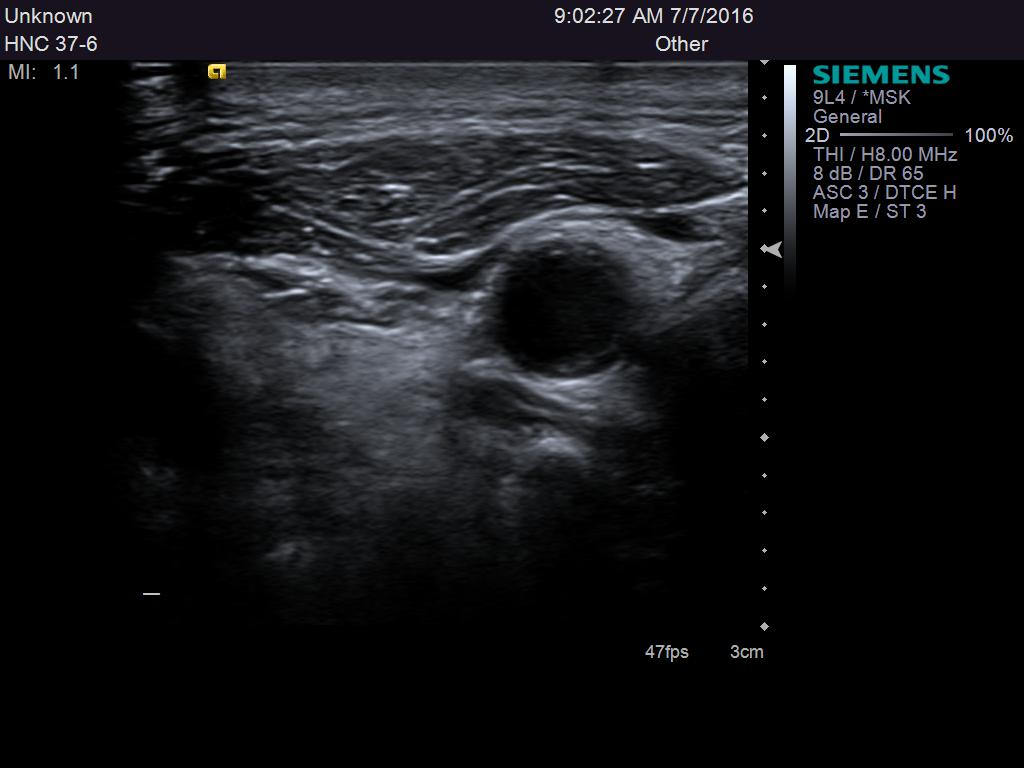 Unknown
9:02:27 AM 7/7/2016
HNC 37-6
Other
MI: 1.1
SIEMENS
9L4 / *MSK
General
2D 100%
THI / H8.00 MHz
8 dB / DR 65
ASC 3 / DTCE H
Map E / ST 3
47fps 3cm